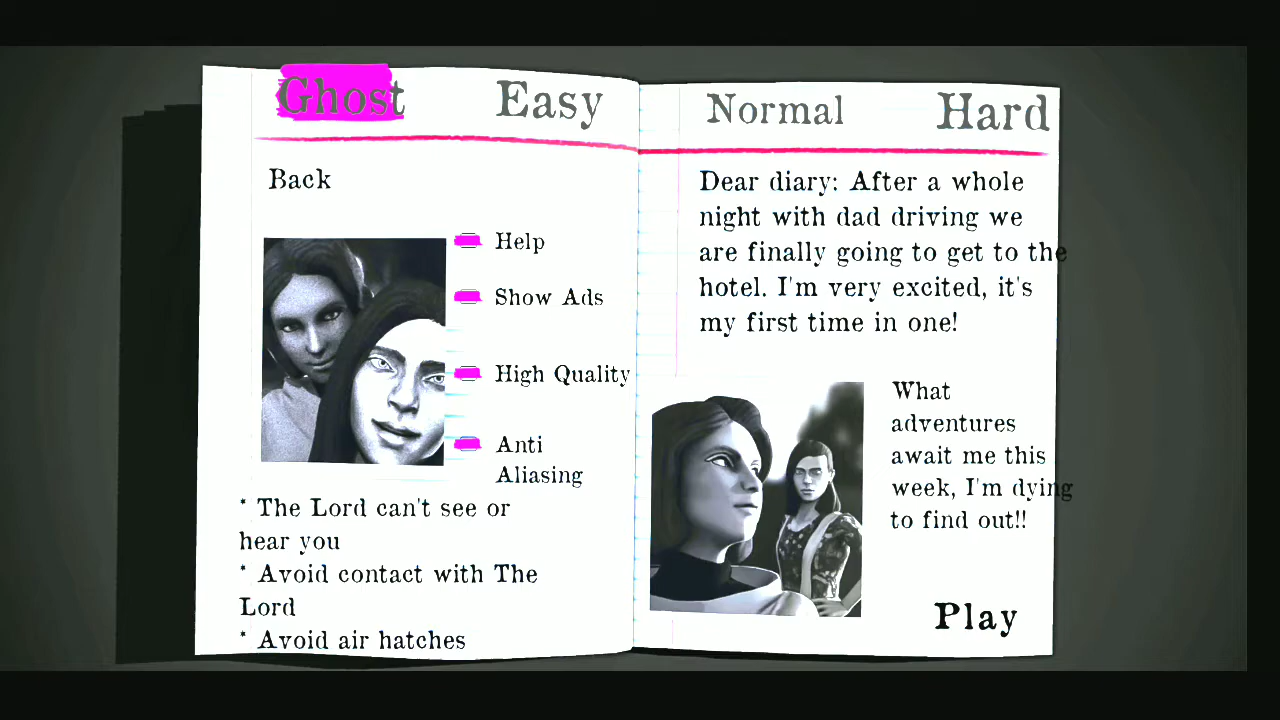 Ghost Easy Normal Hard
Back
Help
Show Ads
High Quality
Anti
Aliasing
* The Lord can't see or
hear you
* Avoid contact with The
Lord
* Avoid air hatches
Dear diary: After a whole
night with dad driving we
are finally going to get to the
hotel. I'm very excited, it's
my first time in one!
What
adventures
await me this
week, I'm dying
to find out!!
Play